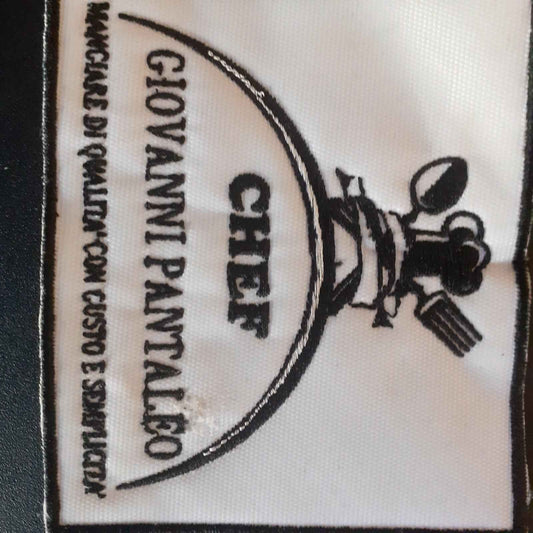 CHEF
GIOVANNI PANTALEO
MANGIARE DI QUALITA' CON GUSTO E SEMPLICITA'